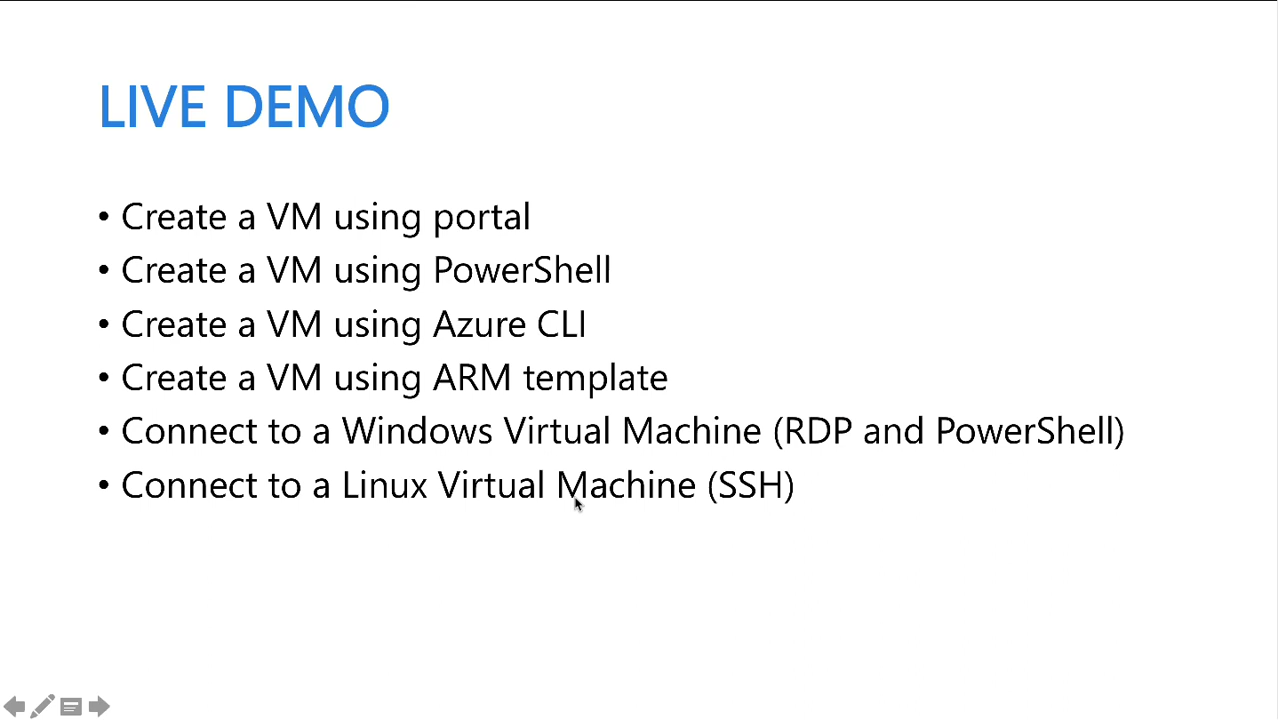 LIVE DEMO
• Create a VM using portal
• Create a VM using PowerShell
• Create a VM using Azure CLI
• Create a VM using ARM template
• Connect to a Windows Virtual Machine (RDP and PowerShell)
• Connect to a Linux Virtual Machine (SSH)